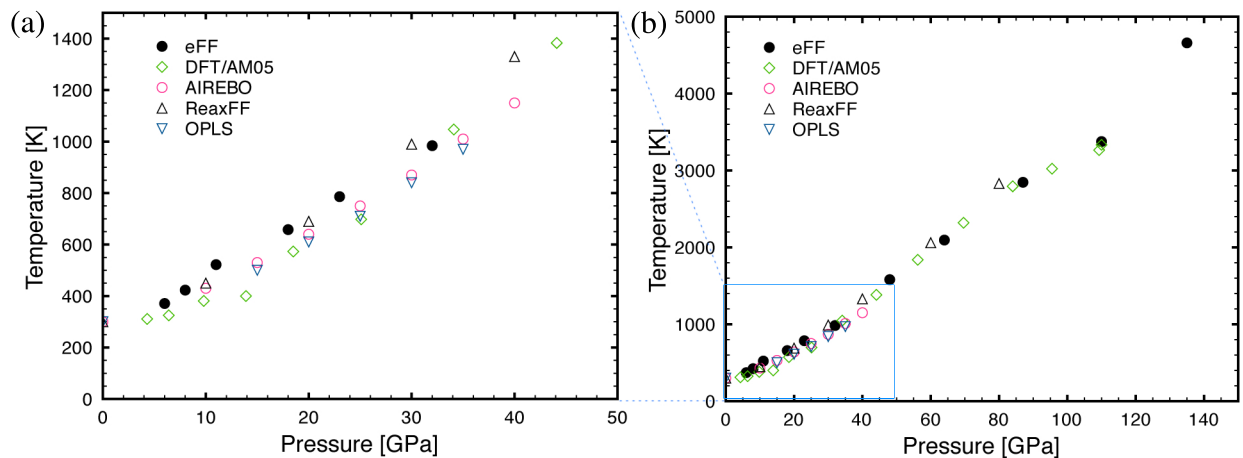 (a)
1400
1200
1000
800
600
400
200
0
Temperature [K]
eFF
DFT/AM05
AIREBO
ReaxFF
OPLS
0 10 20 30 40 50
Pressure [GPa]
(b)
5000
4000
3000
2000
1000
0
Temperature [K]
eFF
DFT/AM05
AIREBO
ReaxFF
OPLS
0 20 40 60 80 100 120 140
Pressure [GPa]